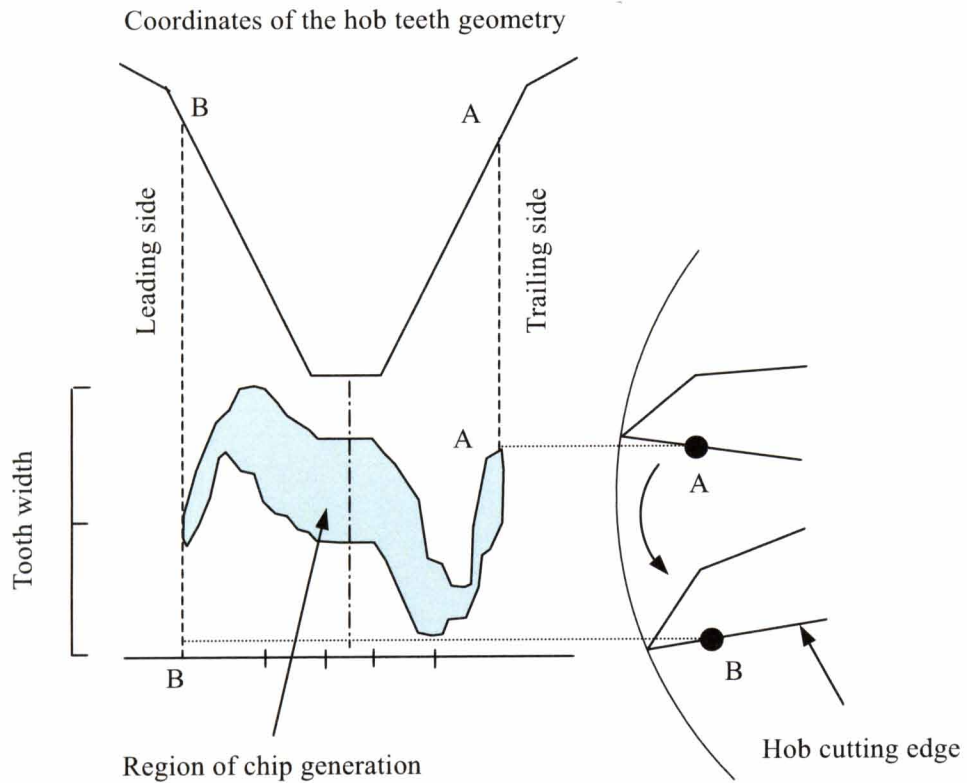 Coordinates of the hob teeth geometry
B
A
Leading side
Trailing side
Tooth width
A
A
B
B
Region of chip generation
Hob cutting edge